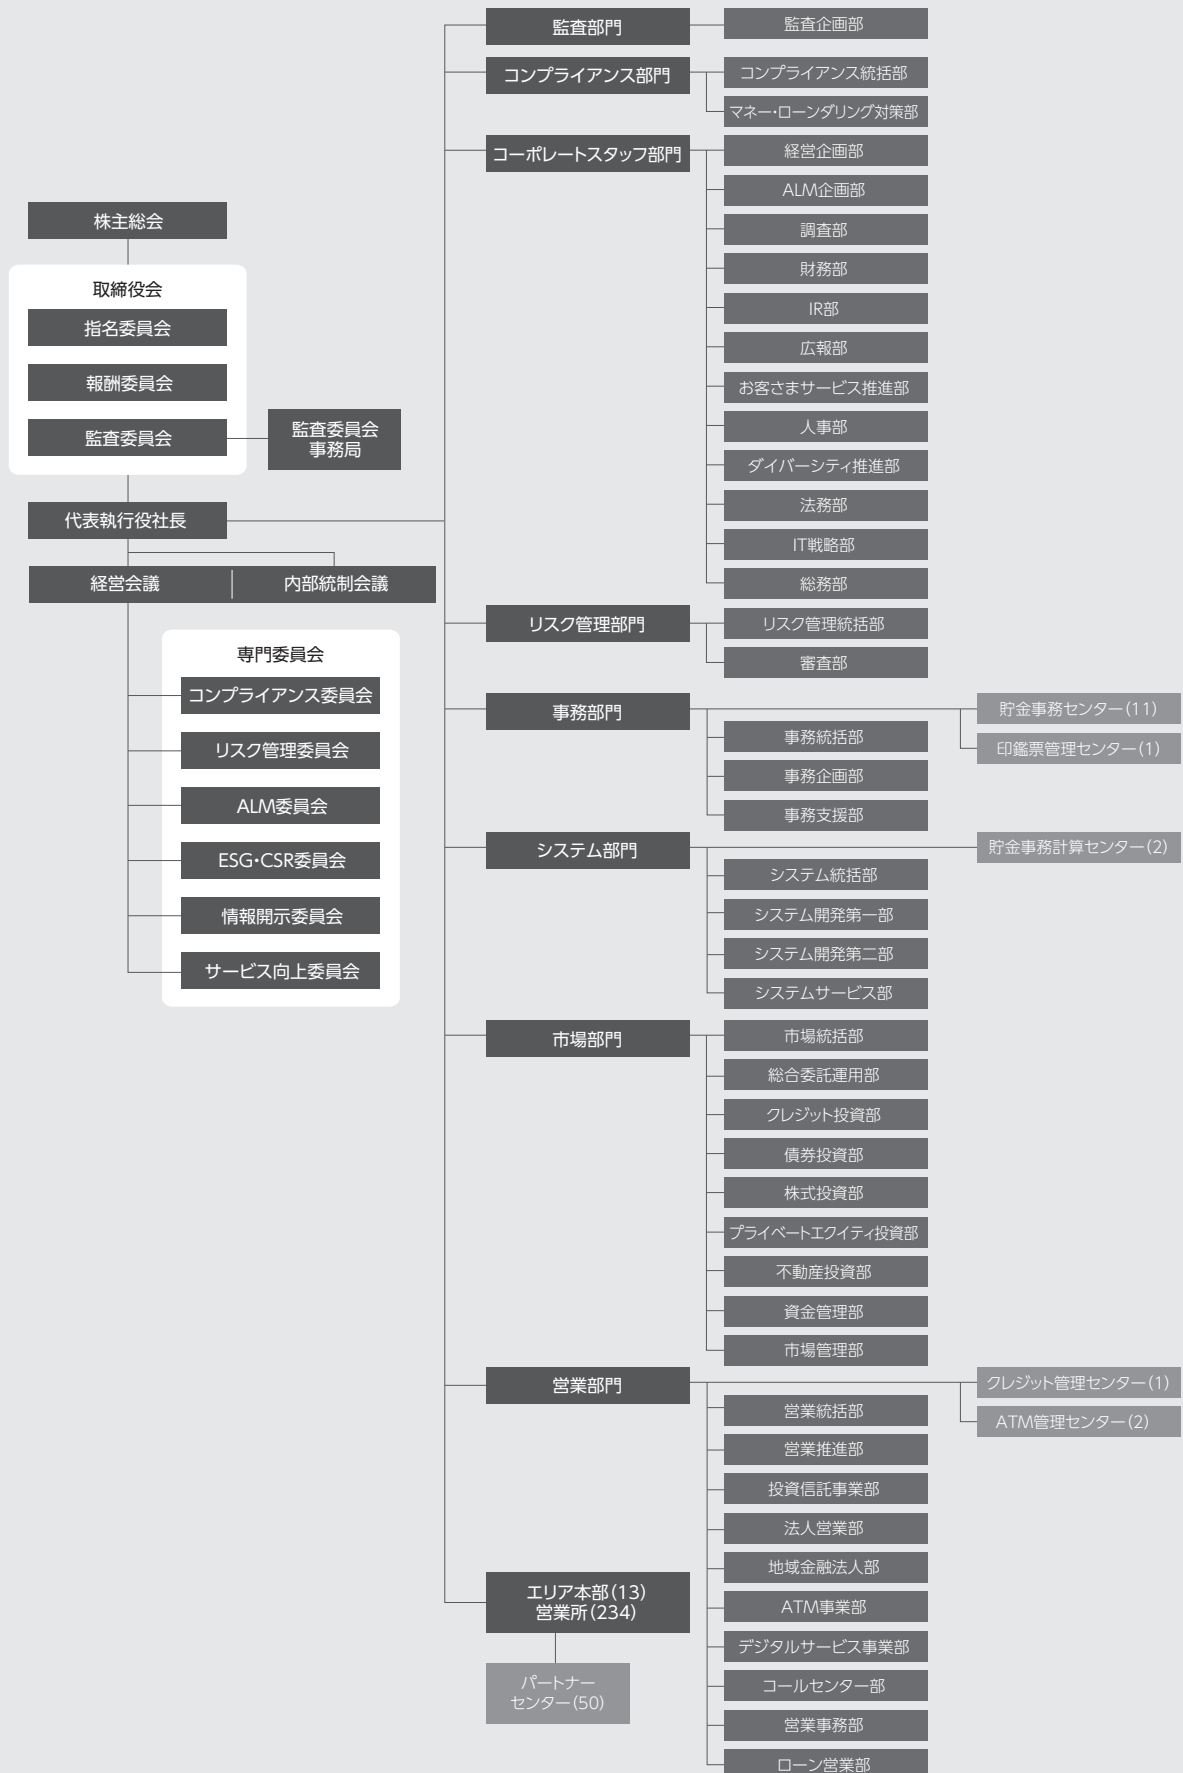 株主総会
取締役会
指名委員会
報酬委員会
監査委員会
監査委員会
事務局
代表執行役社長
経営会議
内部統制会議
専門委員会
コンプライアンス委員会
リスク管理委員会
ALM委員会
ESG・CSR委員会
情報開示委員会
サービス向上委員会
監査部門
監査企画部
コンプライアンス部門
コンプライアンス統括部
マネー・ローンダリング対策部
コーポレートスタッフ部門
経営企画部
ALM企画部
調査部
財務部
IR部
広報部
お客さまサービス推進部
人事部
ダイバーシティ推進部
法務部
IT戦略部
総務部
リスク管理部門
リスク管理統括部
審査部
事務部門
事務統括部
事務企画部
事務支援部
貯金事務センター(11)
印鑑票管理センター(1)
システム部門
システム統括部
システム開発第一部
システム開発第二部
システムサービス部
貯金事務計算センター(2)
市場部門
市場統括部
総合委託運用部
クレジット投資部
債券投資部
株式投資部
プライベートエクイティ投資部
不動産投資部
資金管理部
市場管理部
営業部門
営業統括部
営業推進部
投資信託事業部
法人営業部
地域金融法人部
ATM事業部
デジタルサービス事業部
コールセンター部
営業事務部
ローン営業部
クレジット管理センター(1)
ATM管理センター(2)
エリア本部(13)
営業所(234)
パートナー
センター(50)